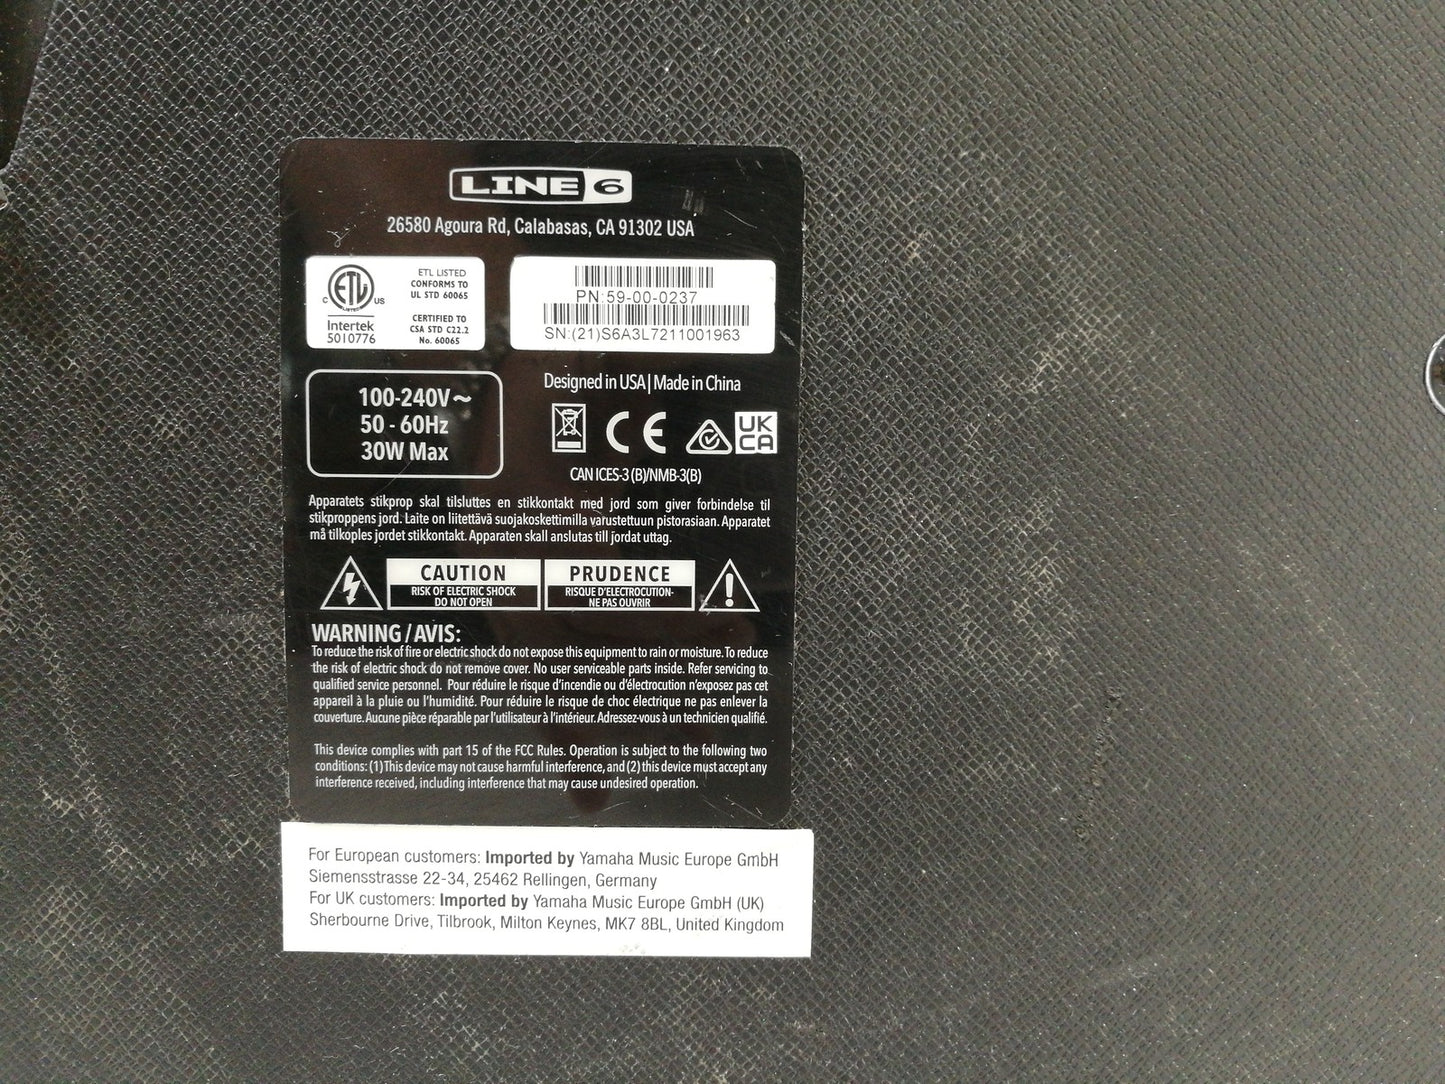 LINE 6
26580 Agoura Rd, Calabasas, CA 91302 USA
ETL LISTED
CONFORMS TO
UL STD 60065
CERTIFIED TO
CSA STD C22.2
No. 60065
C ETL US
LISTED
Intertek
5010776
PN:59-00-0237
SN:(21)S6A3L7211001963
100-240V~
50 - 60Hz
30W Max
Designed in USA | Made in China
CE UK CA
CAN ICES-3 (B)/NMB-3(B)
Apparatets stikprop skal tilsluttes en stikkontakt med jord som giver forbindelse til
stikproppens jord. Laite on liitettävä suojakoskettimilla varustettuun pistorasiaan. Apparatet
må tilkoples jordet stikkontakt. Apparaten skall anslutas till jordat uttag.
CAUTION
RISK OF ELECTRIC SHOCK
DO NOT OPEN
PRUDENCE
RISQUE D'ELECTROCUTION-
NE PAS OUVRIR
WARNING / AVIS:
To reduce the risk of fire or electric shock do not expose this equipment to rain or moisture. To reduce
the risk of electric shock do not remove cover. No user serviceable parts inside. Refer servicing to
qualified service personnel. Pour réduire le risque d'incendie ou d'électrocution n'exposez pas cet
appareil à la pluie ou l'humidité. Pour réduire le risque de choc électrique ne pas enlever la
couverture. Aucune pièce réparable par l'utilisateur à l'intérieur. Adressez-vous à un technicien qualifié.
This device complies with part 15 of the FCC Rules. Operation is subject to the following two
conditions: (1) This device may not cause harmful interference, and (2) this device must accept any
interference received, including interference that may cause undesired operation.
For European customers: Imported by Yamaha Music Europe GmbH
Siemensstrasse 22-34, 25462 Rellingen, Germany
For UK customers: Imported by Yamaha Music Europe GmbH (UK)
Sherbourne Drive, Tilbrook, Milton Keynes, MK7 8BL, United Kingdom